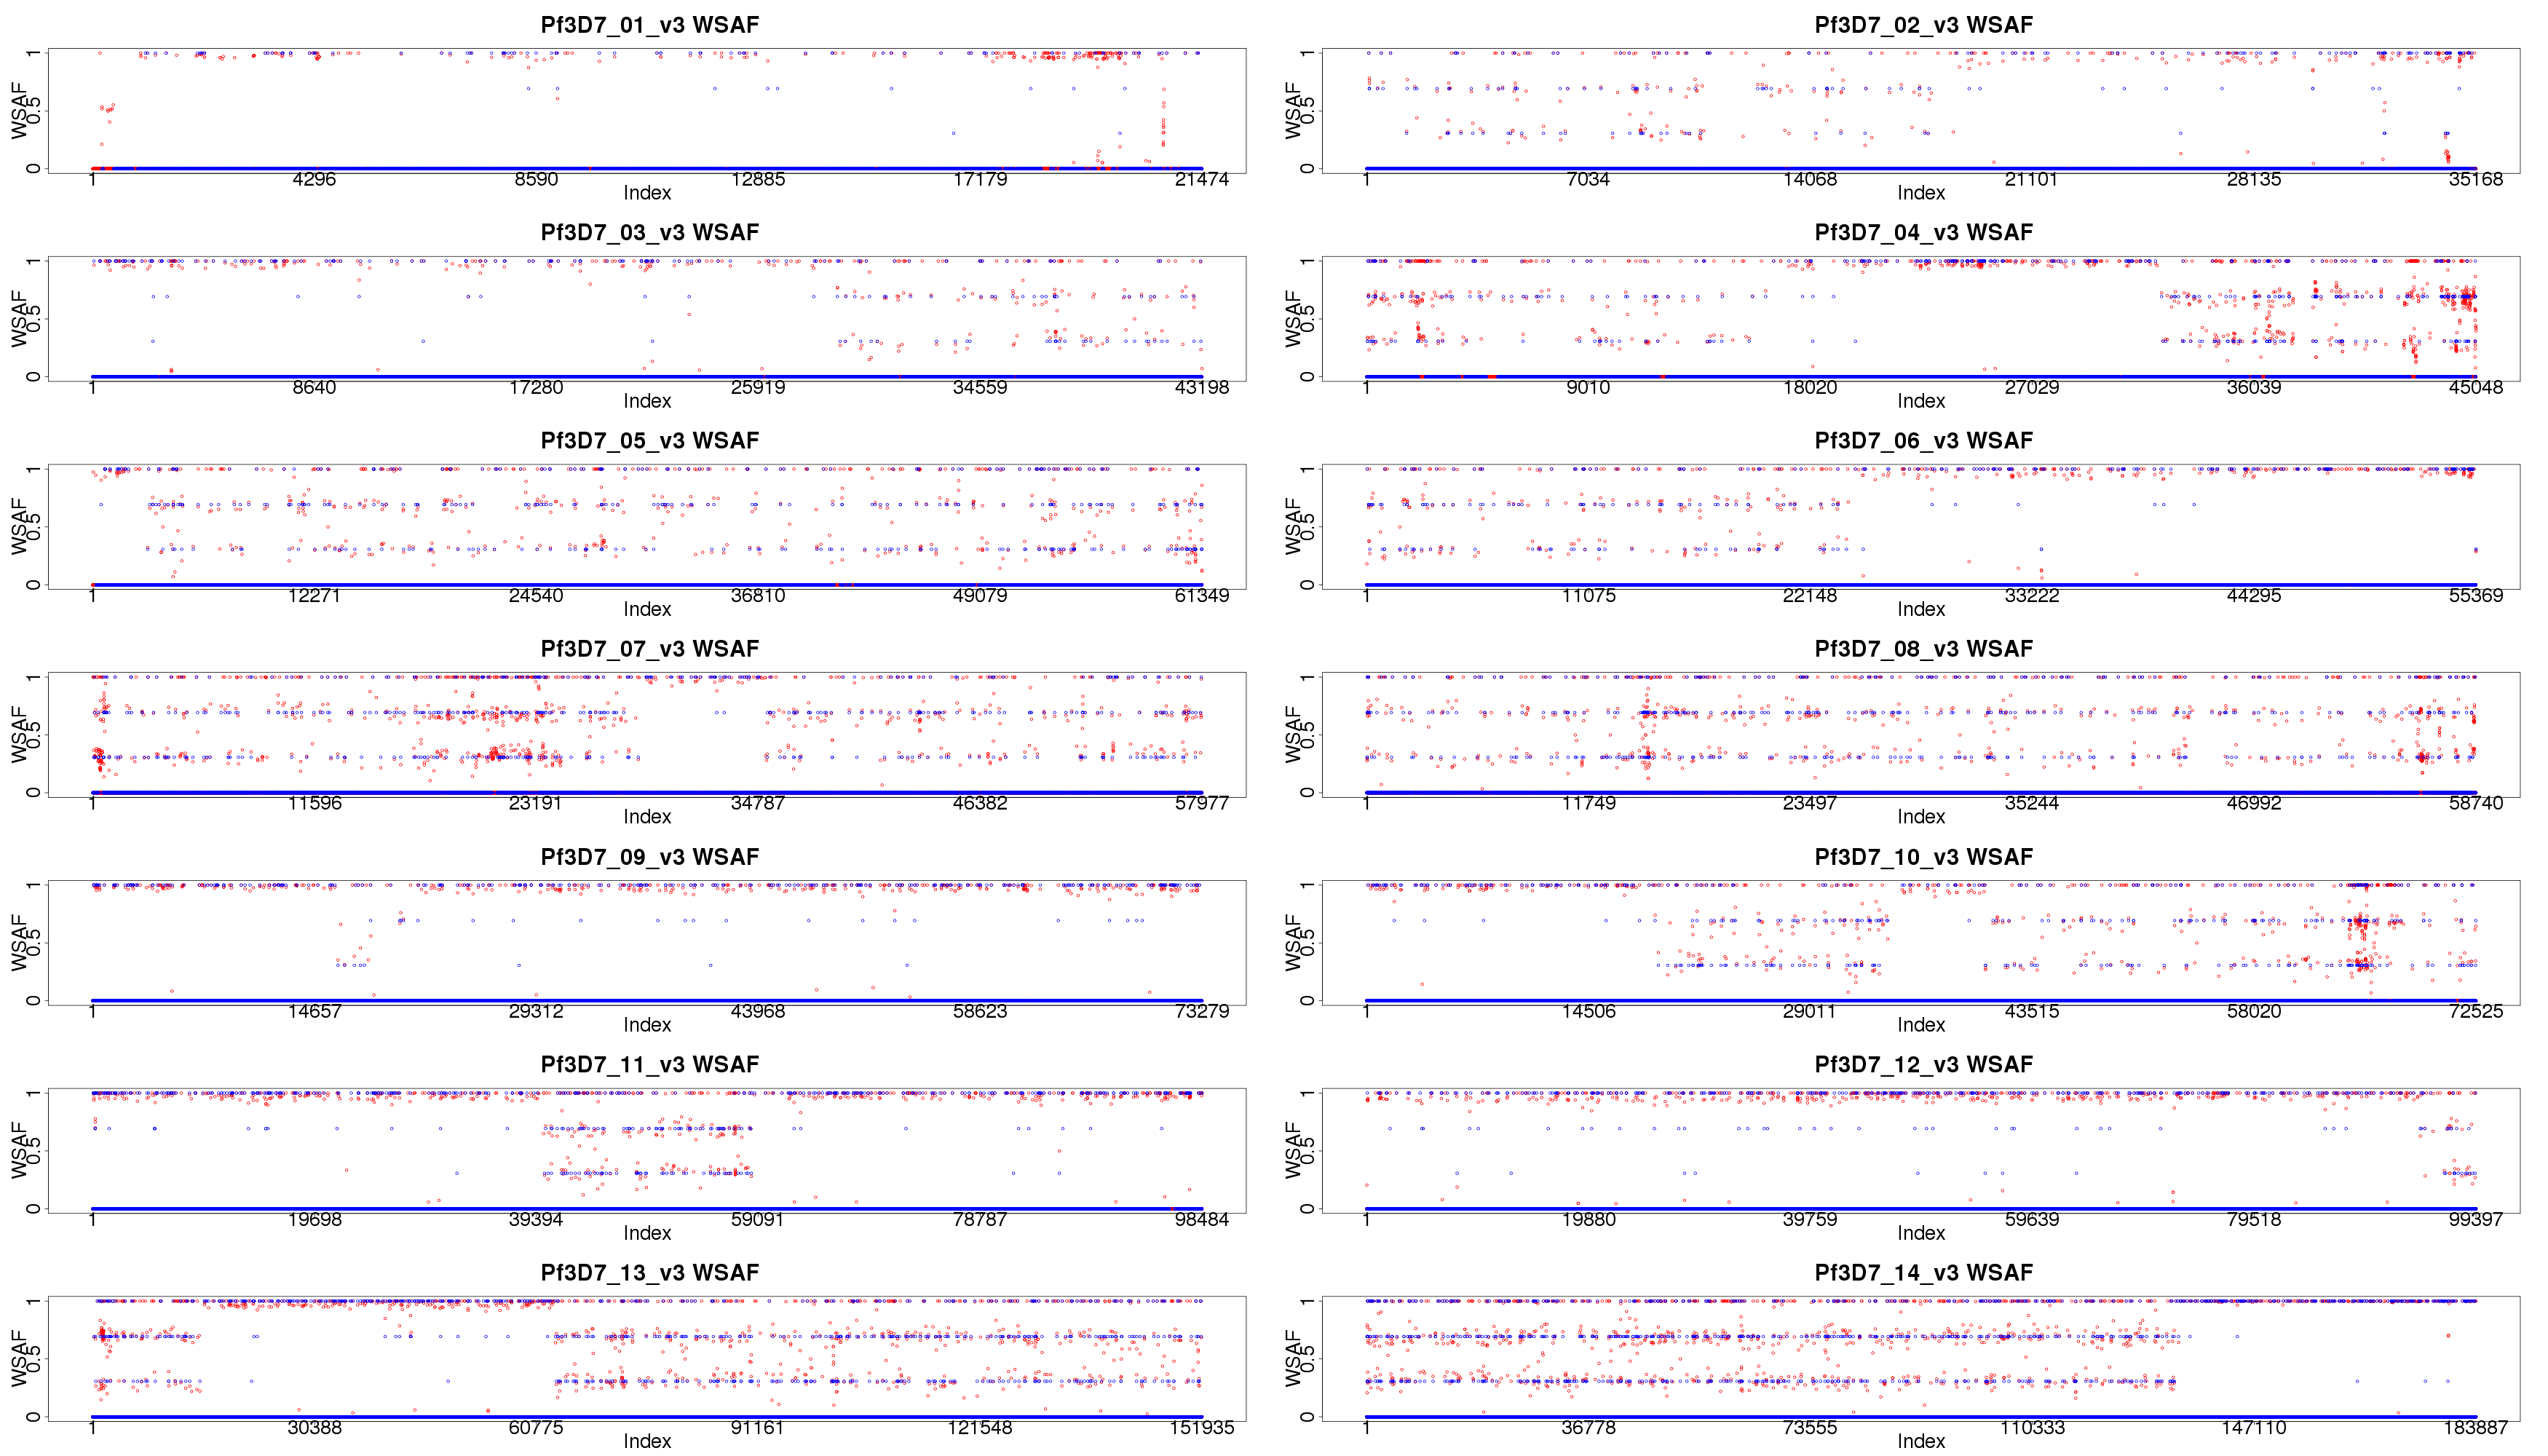 Pf3D7_01_v3 WSAF
WSAF
0 0.5 1
1 4296 8590 12885 17179 21474
Index
Pf3D7_02_v3 WSAF
WSAF
0 0.5 1
1 7034 14068 21101 28135 35168
Index
Pf3D7_03_v3 WSAF
WSAF
0 0.5 1
1 8640 17280 25919 34559 43198
Index
Pf3D7_04_v3 WSAF
WSAF
0 0.5 1
1 9010 18020 27029 36039 45048
Index
Pf3D7_05_v3 WSAF
WSAF
0 0.5 1
1 12271 24540 36810 49079 61349
Index
Pf3D7_06_v3 WSAF
WSAF
0 0.5 1
1 11075 22148 33222 44295 55369
Index
Pf3D7_07_v3 WSAF
WSAF
0 0.5 1
1 11596 23191 34787 46382 57977
Index
Pf3D7_08_v3 WSAF
WSAF
0 0.5 1
1 11749 23497 35244 46992 58740
Index
Pf3D7_09_v3 WSAF
WSAF
0 0.5 1
1 14657 29312 43968 58623 73279
Index
Pf3D7_10_v3 WSAF
WSAF
0 0.5 1
1 14506 29011 43515 58020 72525
Index
Pf3D7_11_v3 WSAF
WSAF
0 0.5 1
1 19698 39394 59091 78787 98484
Index
Pf3D7_12_v3 WSAF
WSAF
0 0.5 1
1 19880 39759 59639 79518 99397
Index
Pf3D7_13_v3 WSAF
WSAF
0 0.5 1
1 30388 60775 91161 121548 151935
Index
Pf3D7_14_v3 WSAF
WSAF
0 0.5 1
1 36778 73555 110333 147110 183887
Index